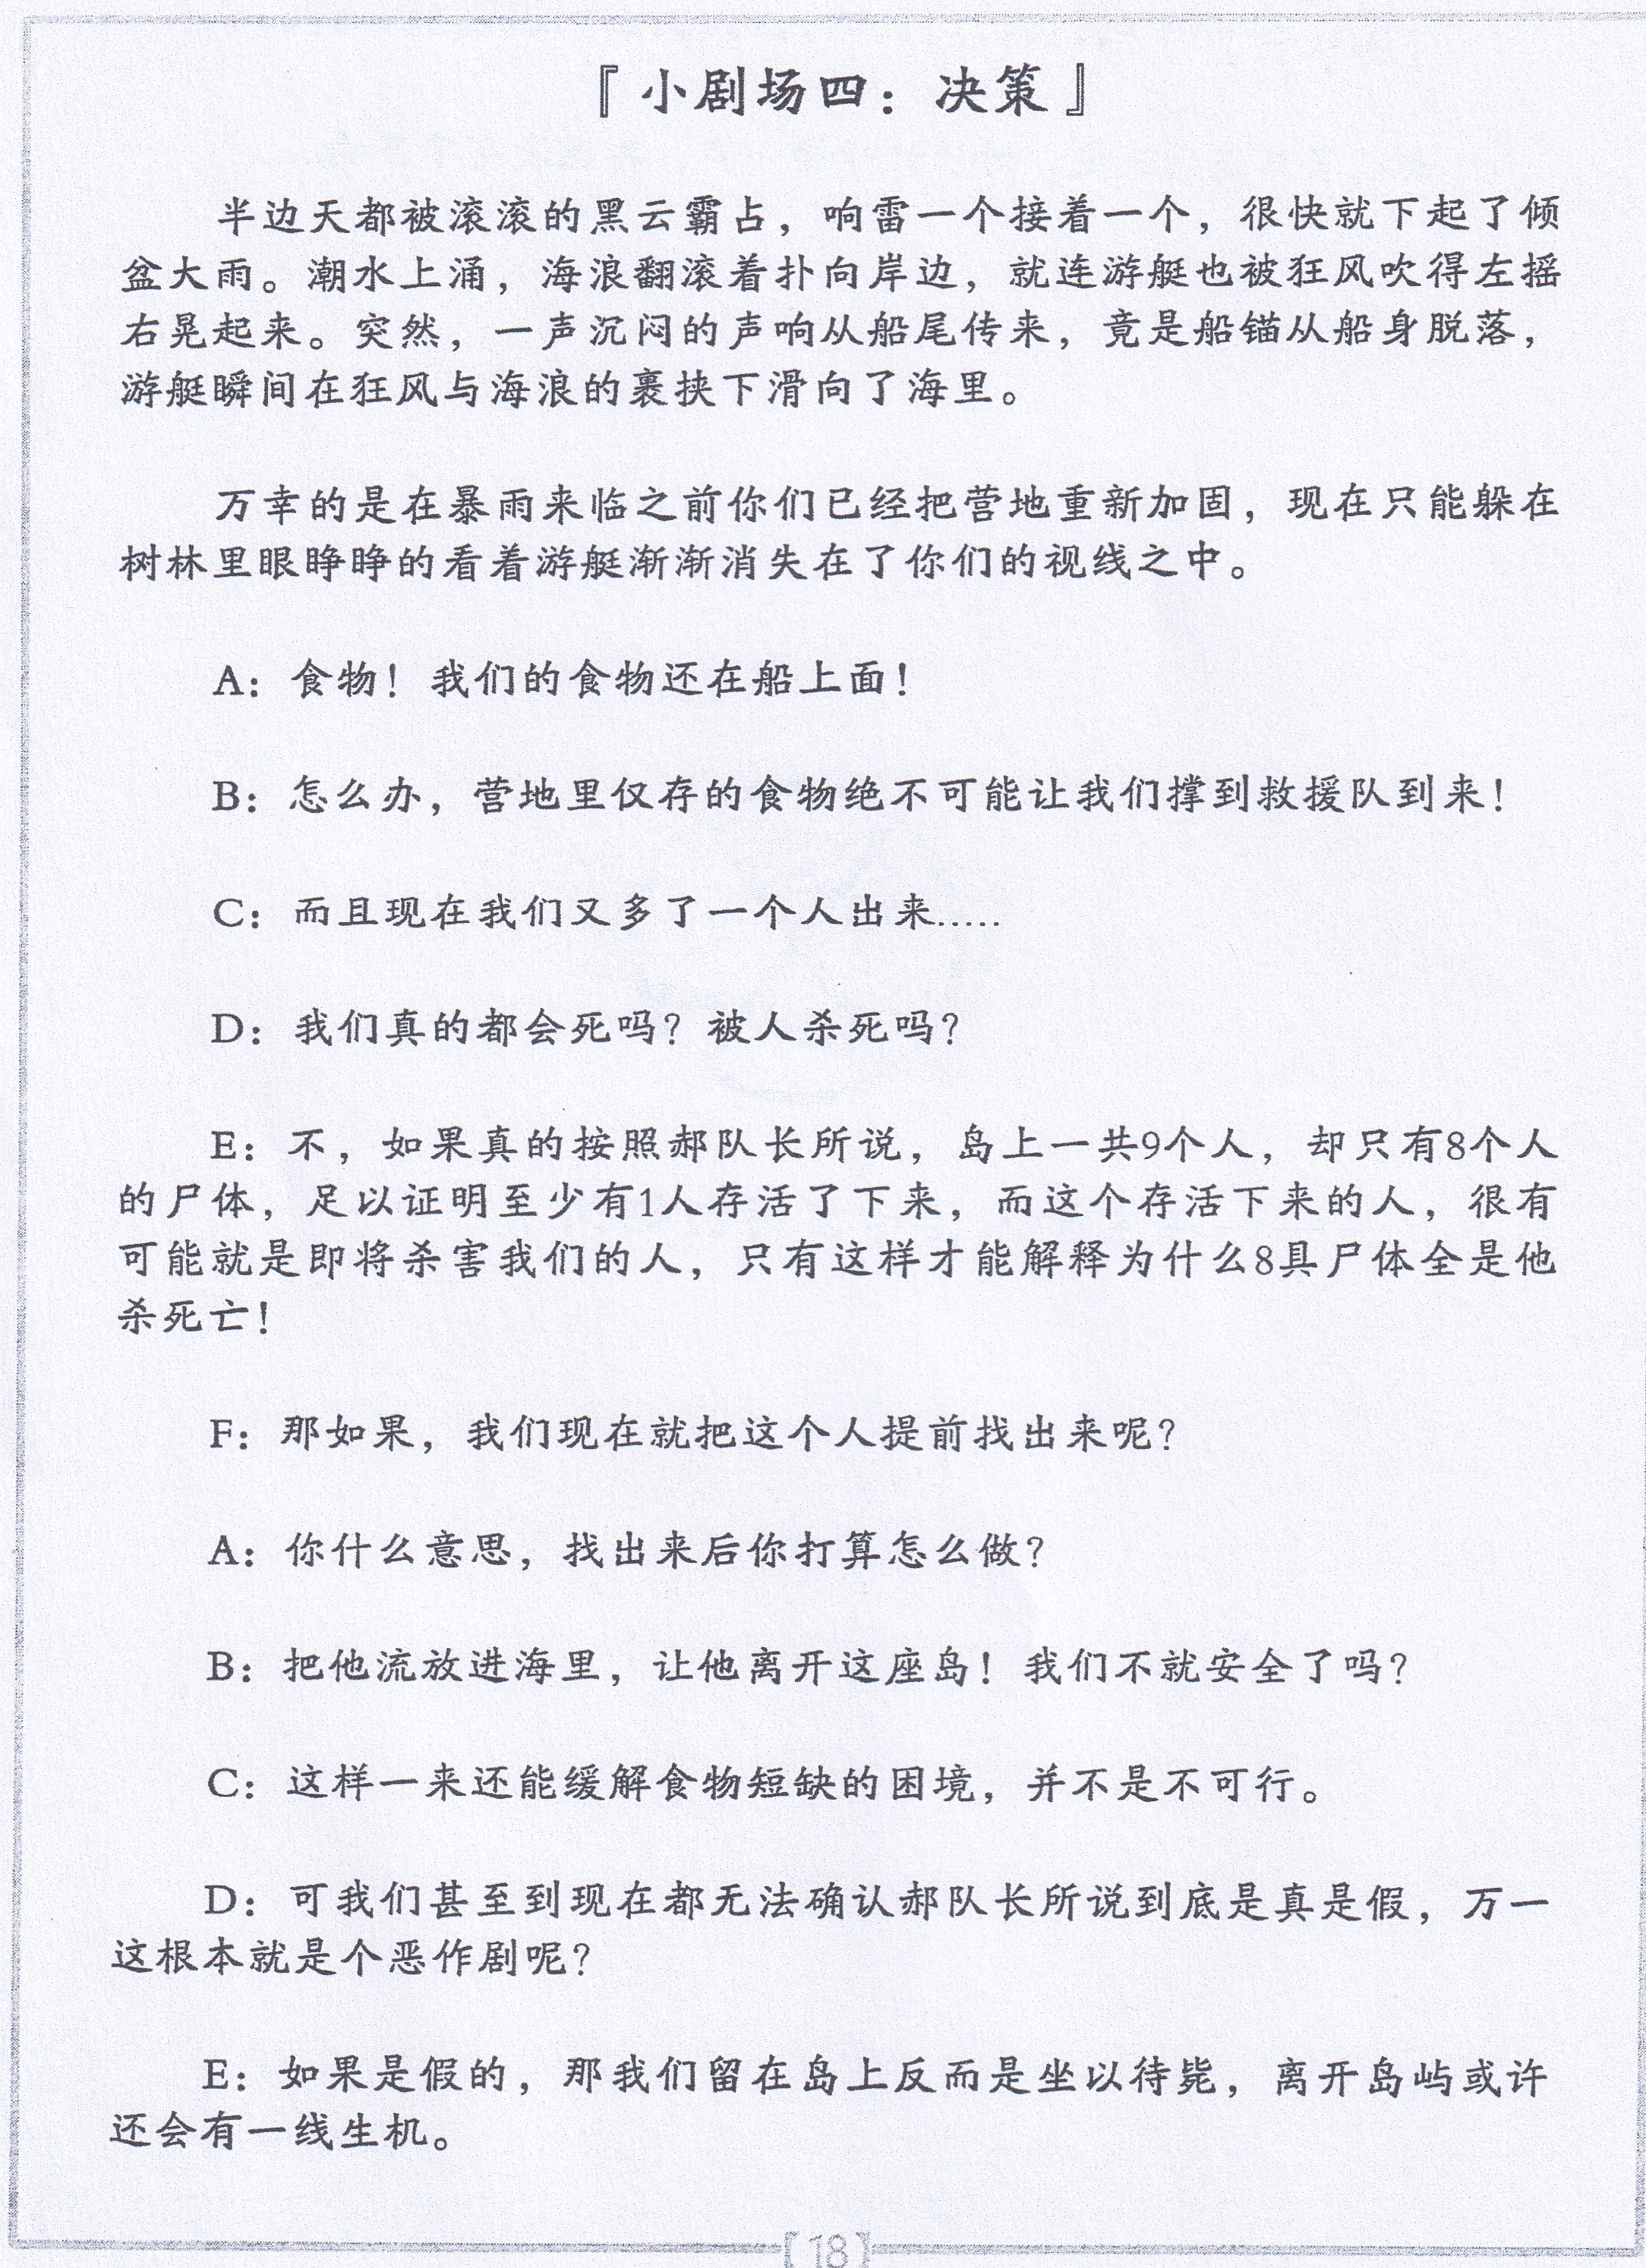 『小剧场四：决策』
半边天都被滚滚的黑云霸占，响雷一个接着一个，很快就下起了倾
盆大雨。潮水上涌，海浪翻滚着扑向岸边，就连游艇也被狂风吹得左摇
右晃起来。突然，一声沉闷的声响从船尾传来，竟是船锚从船身脱落，
游艇瞬间在狂风与海浪的裹挟下滑向了海里。
万幸的是在暴雨来临之前你们已经把营地重新加固，现在只能躲在
树林里眼睁睁的看着游艇渐渐消失在了你们的视线之中。
A：食物！我们的食物还在船上面！
B：怎么办，营地里仅存的食物绝不可能让我们撑到救援队到来！
C：而且现在我们又多了一个人出来.....
D：我们真的都会死吗？被人杀死吗？
E：不，如果真的按照郝队长所说，岛上一共9个人，却只有8个人
的尸体，足以证明至少有1人存活了下来，而这个存活下来的人，很有
可能就是即将杀害我们的人，只有这样才能解释为什么8具尸体全是他
杀死亡！
F：那如果，我们现在就把这个人提前找出来呢？
A：你什么意思，找出来后你打算怎么做？
B：把他流放进海里，让他离开这座岛！我们不就安全了吗？
C：这样一来还能缓解食物短缺的困境，并不是不可行。
D：可我们甚至到现在都无法确认郝队长所说到底是真是假，万一
这根本就是个恶作剧呢？
E：如果是假的，那我们留在岛上反而是坐以待毙，离开岛屿或许
还会有一线生机。
【18】